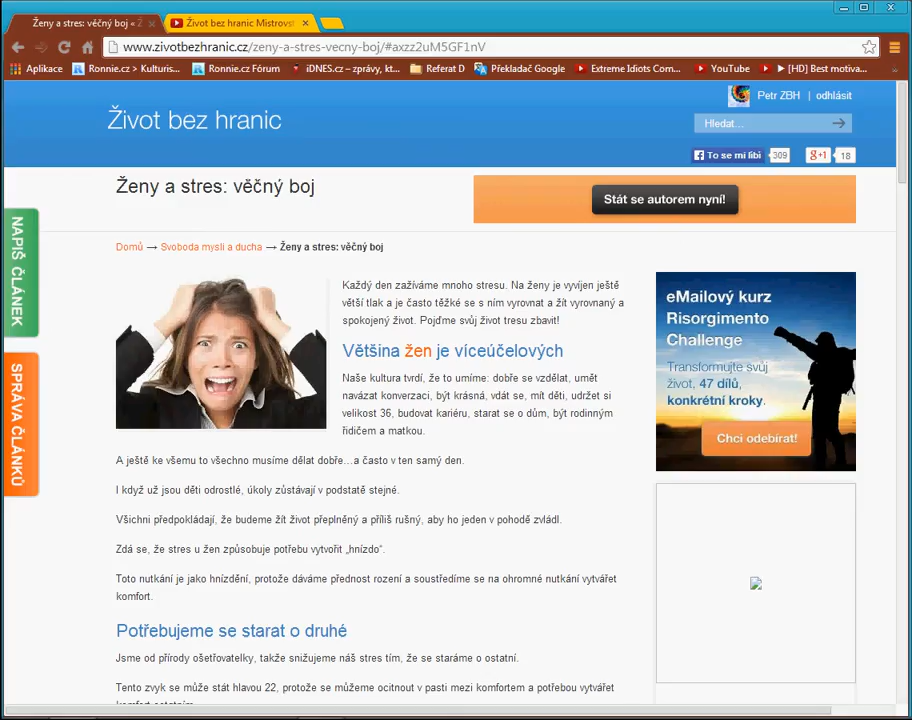 Ženy a stres: věčný boj « Ž
Život bez hranic Mistrovst
www.zivotbezhranic.cz/zeny-a-stres-vecny-boj/#axzz2uM5GF1nV
Aplikace
Ronnie.cz > Kulturis...
Ronnie.cz Fórum
iDNES.cz – zprávy, kt...
Referat D
Překladač Google
Extreme Idiots Com...
YouTube
► [HD] Best motiva...
Petr ZBH | odhlásit
Život bez hranic
Hledat...
To se mi líbí 309
g+1 18
Ženy a stres: věčný boj
Stát se autorem nyní!
NAPIŠ ČLÁNEK
SPRÁVA ČLÁNKŮ
Domů → Svoboda mysli a ducha → Ženy a stres: věčný boj
Každý den zažíváme mnoho stresu. Na ženy je vyvíjen ještě
větší tlak a je často těžké se s ním vyrovnat a žít vyrovnaný a
spokojený život. Pojďme svůj život tresu zbavit!
Většina žen je víceúčelových
Naše kultura tvrdí, že to umíme: dobře se vzdělat, umět
navázat konverzaci, být krásná, vdát se, mít děti, udržet si
velikost 36, budovat kariéru, starat se o dům, být rodinným
řidičem a matkou.
A ještě ke všemu to všechno musíme dělat dobře…a často v ten samý den.
I když už jsou děti odrostlé, úkoly zůstávají v podstatě stejné.
Všichni předpokládají, že budeme žít život přeplněný a příliš rušný, aby ho jeden v pohodě zvládl.
Zdá se, že stres u žen způsobuje potřebu vytvořit „hnízdo“.
Toto nutkání je jako hnízdění, protože dáváme přednost rození a soustředíme se na ohromné nutkání vytvářet
komfort.
Potřebujeme se starat o druhé
Jsme od přírody ošetřovatelky, takže snižujeme náš stres tím, že se staráme o ostatní.
Tento zvyk se může stát hlavou 22, protože se můžeme ocitnout v pasti mezi komfortem a potřebou vytvářet
komfort ostatním.
eMailový kurz
Risorgimento
Challenge
Transformujte svůj
život, 47 dílů,
konkrétní kroky.
Chci odebírat!